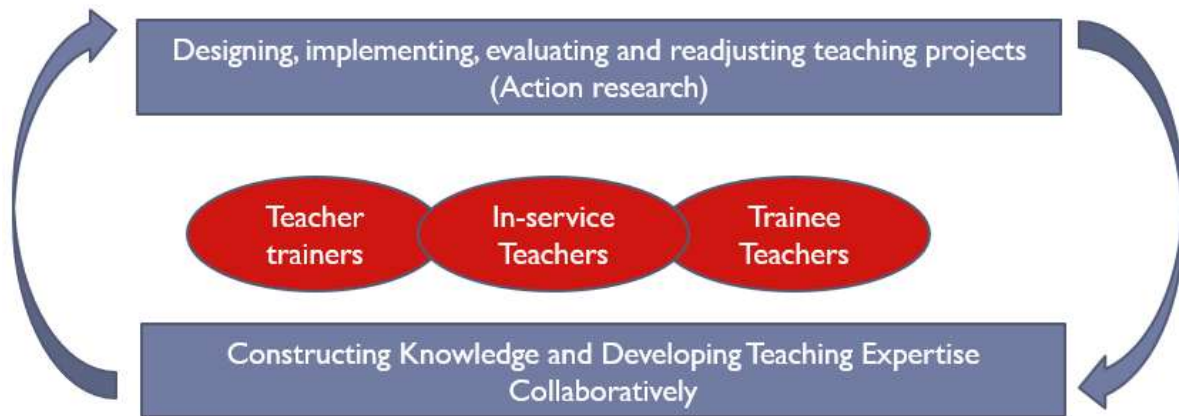 Designing, implementing, evaluating and readjusting teaching projects
(Action research)
Teacher
trainers
In-service
Teachers
Trainee
Teachers
Constructing Knowledge and Developing Teaching Expertise
Collaboratively